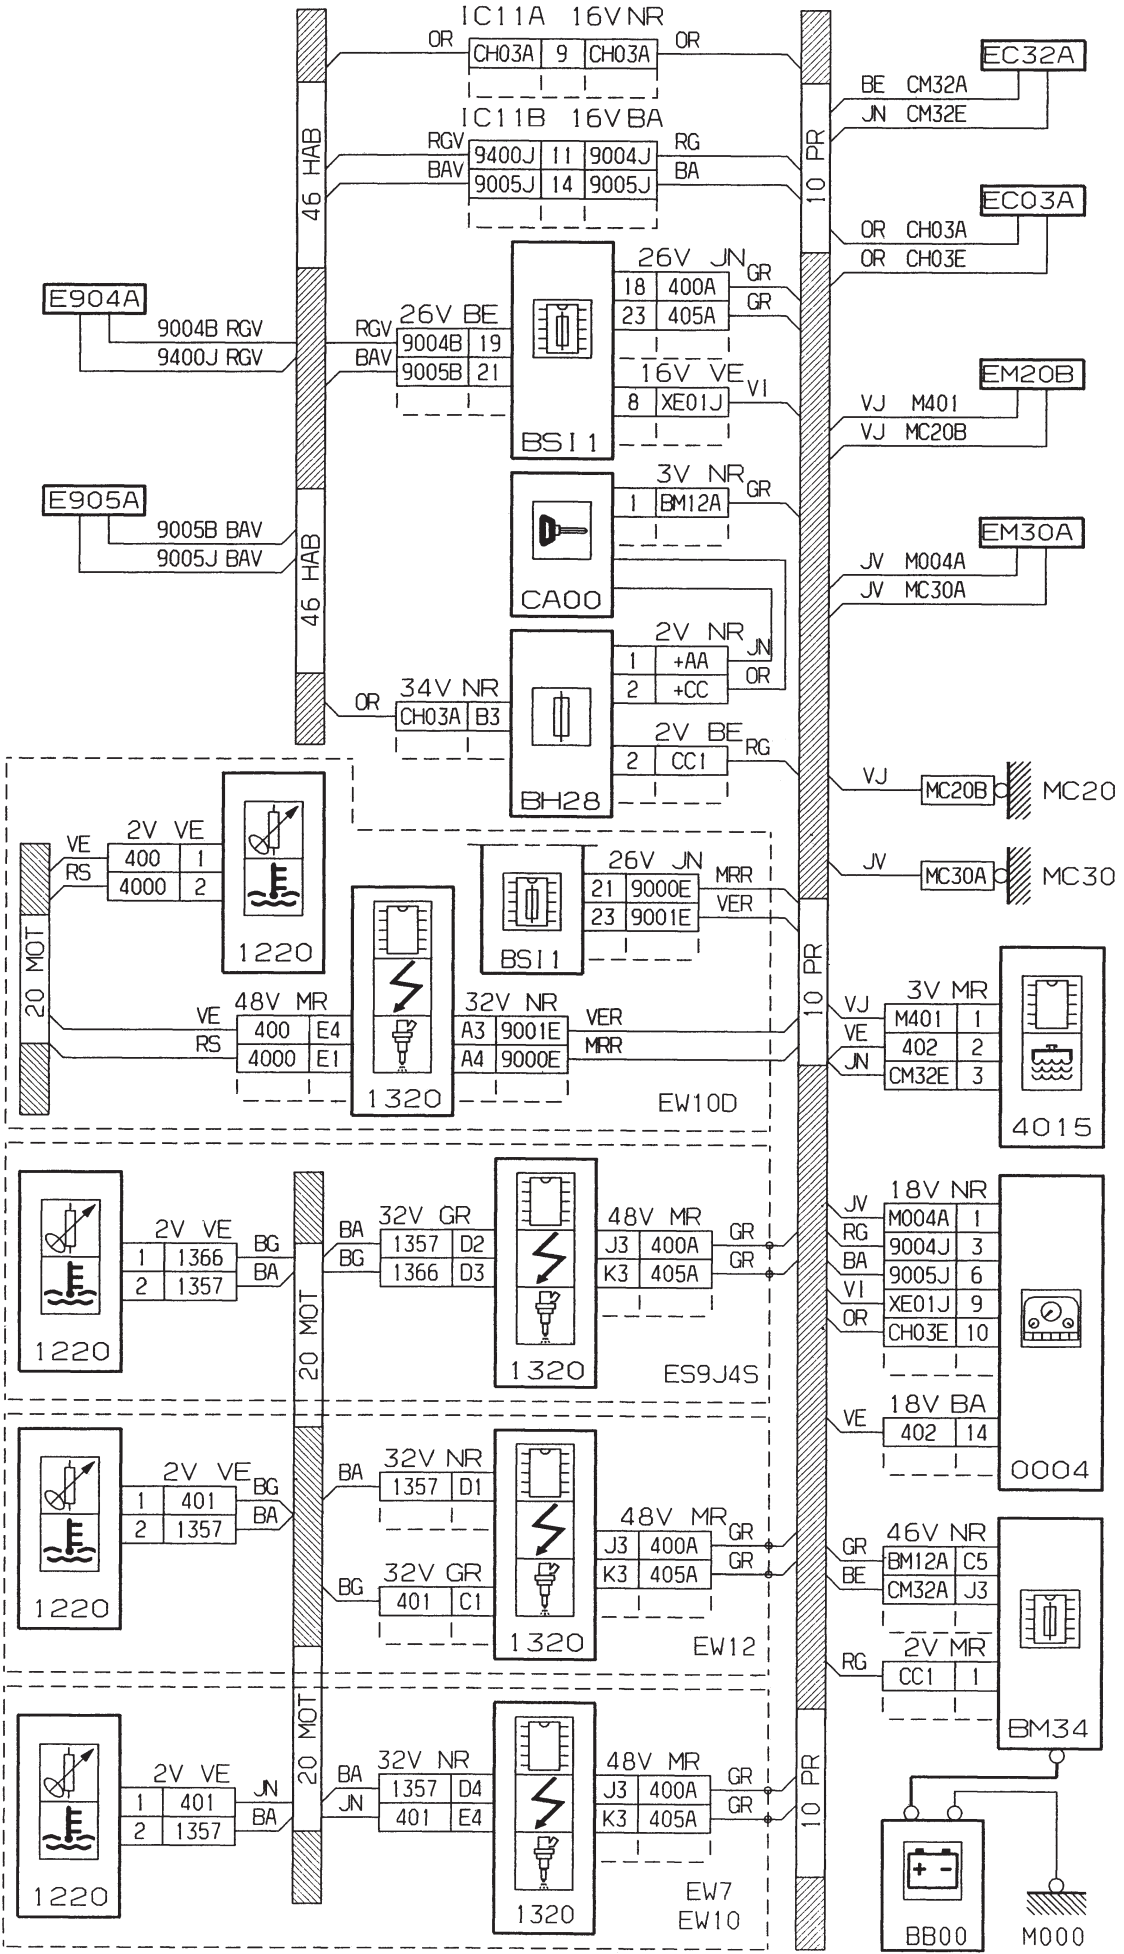 IC11A 16V NR
OR CH03A 9 CH03A OR
EC32A
BE CM32A
JN CM32E
IC11B 16V BA
RGV 9400J 11 9004J RG
BAV 9005J 14 9005J BA
46 HAB
10 PR
EC03A
OR CH03A
OR CH03E
26V JN
18 400A GR
23 405A GR
E904A
9004B RGV
9400J RGV
26V BE
RGV 9004B 19
BAV 9005B 21
16V VE
8 XE01J VI
BSI1
EM20B
VJ M401
VJ MC20B
3V NR
1 BM12A GR
CA00
E905A
9005B BAV
9005J BAV
46 HAB
EM30A
JV M004A
JV MC30A
2V NR
1 +AA JN
2 +CC OR
34V NR
OR CH03A B3
2V BE
2 CC1 RG
BH28
VJ MC20B MC20
JV MC30A MC30
2V VE
VE 400 1
RS 4000 2
1220
20 MOT
26V JN
21 9000E MRR
23 9001E VER
BSI1
10 PR
48V MR
VE 400 E4
RS 4000 E1
1320
32V NR
A3 9001E VER
A4 9000E MRR
EW10D
3V MR
VJ M401 1
VE 402 2
JN CM32E 3
4015
2V VE
1 1366 BG
2 1357 BA
1220
20 MOT
32V GR
BA 1357 D2
BG 1366 D3
1320
48V MR
J3 400A GR
K3 405A GR
ES9J4S
18V NR
JV M004A 1
RG 9004J 3
BA 9005J 6
VI XE01J 9
OR CH03E 10
18V BA
VE 402 14
0004
2V VE
1 401 BG
2 1357 BA
1220
32V NR
BA 1357 D1
32V GR
BG 401 C1
1320
48V MR
J3 400A GR
K3 405A GR
EW12
46V NR
GR BM12A C5
BE CM32A J3
2V MR
RG CC1 1
BM34
2V VE
1 401 JN
2 1357 BA
1220
20 MOT
32V NR
BA 1357 D4
JN 401 E4
1320
48V MR
J3 400A GR
K3 405A GR
EW7
EW10
10 PR
+ -
BB00
M000